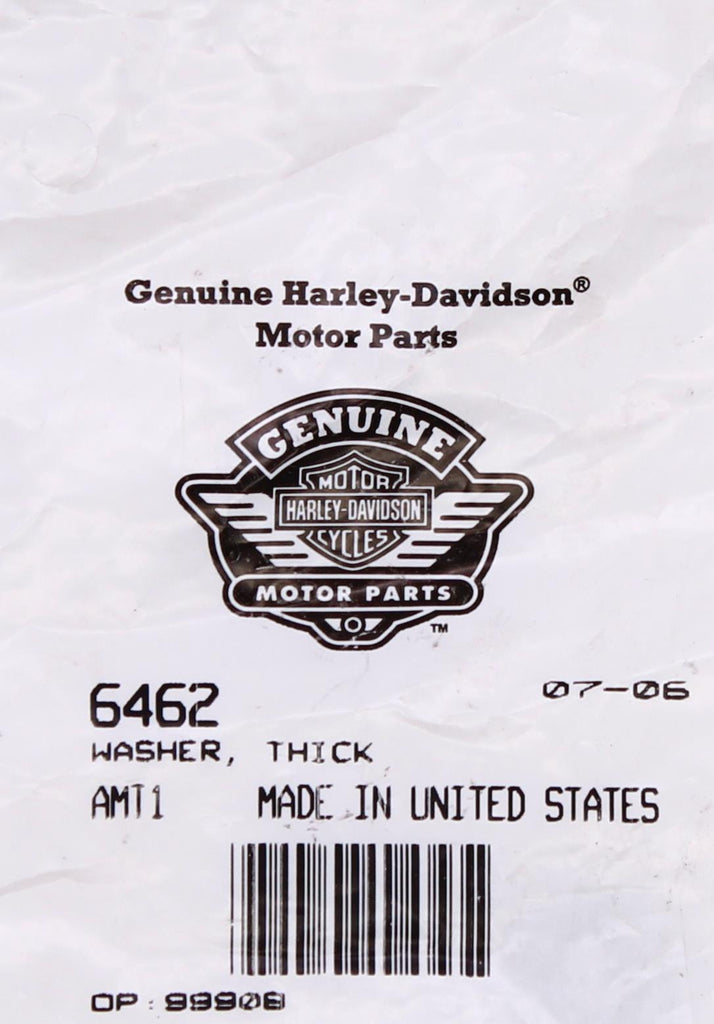 Genuine Harley-Davidson®
Motor Parts
GENUINE
MOTOR
HARLEY-DAVIDSON
CYCLES
MOTOR PARTS
TM
6462
07-06
WASHER, THICK
AMT1 MADE IN UNITED STATES
OP: 99908